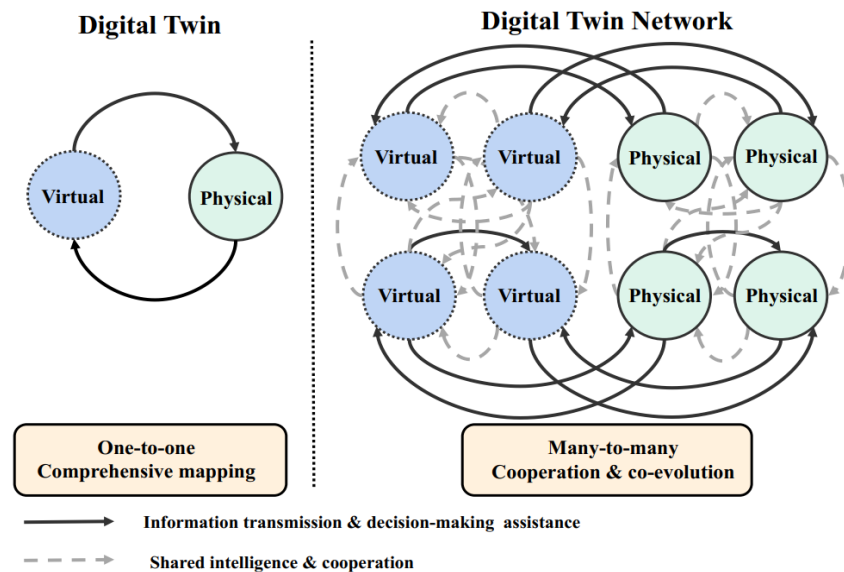 Digital Twin
Digital Twin Network
Virtual
Physical
Virtual
Virtual
Physical
Physical
Virtual
Virtual
Physical
Physical
One-to-one
Comprehensive mapping
Many-to-many
Cooperation & co-evolution
Information transmission & decision-making assistance
Shared intelligence & cooperation